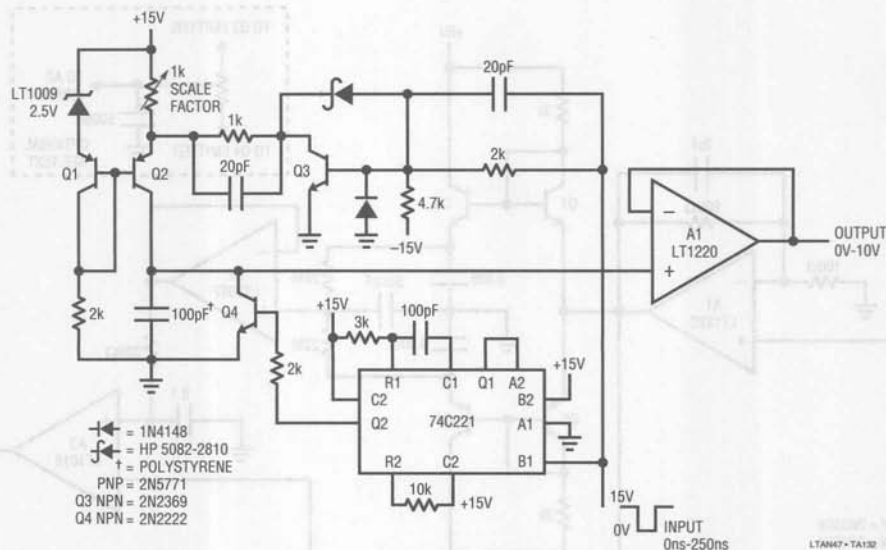 +15V
LT1009
2.5V
1k
SCALE
FACTOR
1k
20pF
20pF
2k
Q1
Q2
Q3
4.7k
–15V
A1
LT1220
–
+
OUTPUT
0V-10V
2k
100pF†
Q4
2k
+15V
3k
100pF
R1
C1
Q1
A2
C2
B2
+15V
Q2
74C221
A1
R2
C2
B1
10k
+15V
15V
0V
INPUT
0ns-250ns
= 1N4148
= HP 5082-2810
† = POLYSTYRENE
PNP = 2N5771
Q3 NPN = 2N2369
Q4 NPN = 2N2222
LTAN47 • TA132